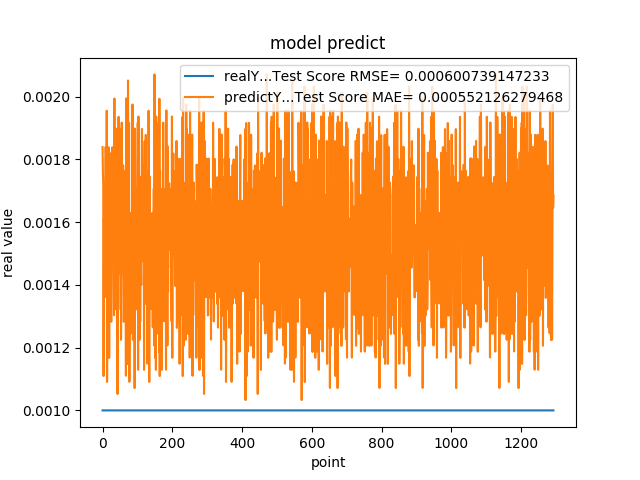 model predict
realY...Test Score RMSE= 0.000600739147233
predictY...Test Score MAE= 0.000552126279468
0.0020
0.0018
0.0016
0.0014
0.0012
0.0010
real value
0 200 400 600 800 1000 1200
point